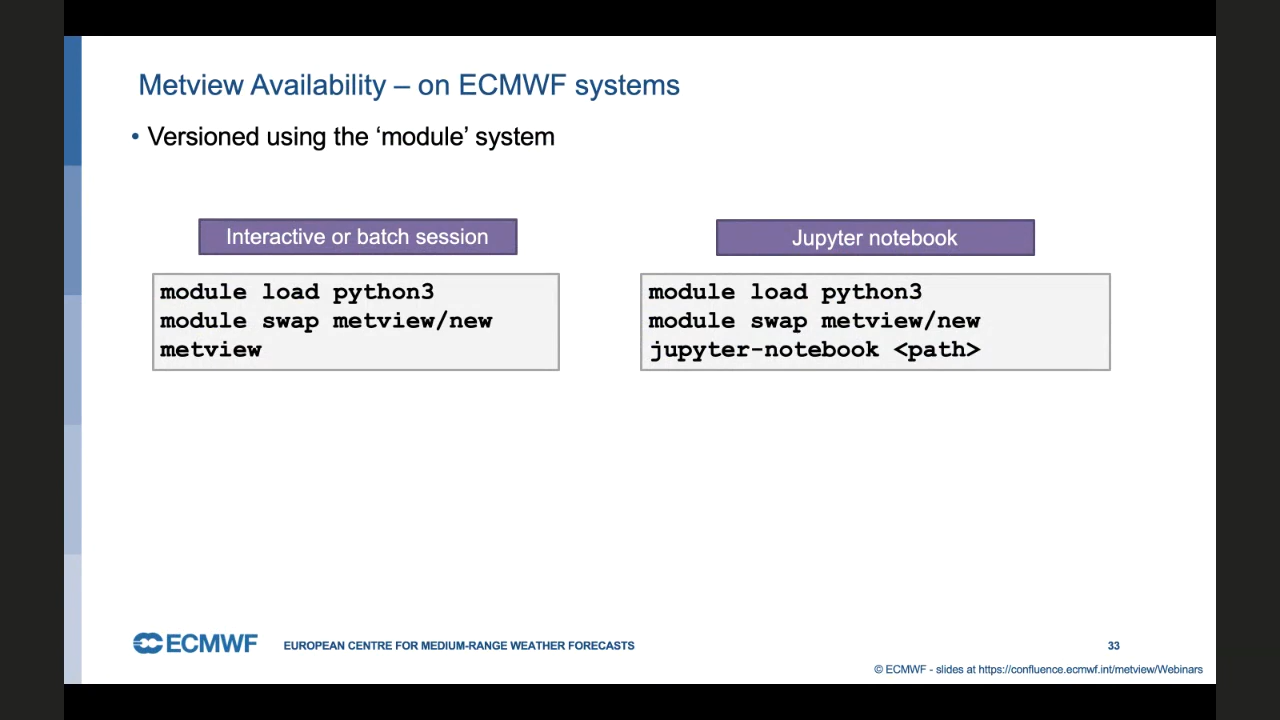 Metview Availability – on ECMWF systems
• Versioned using the ‘module’ system
Interactive or batch session
module load python3
module swap metview/new
metview
Jupyter notebook
module load python3
module swap metview/new
jupyter-notebook <path>
ECMWF EUROPEAN CENTRE FOR MEDIUM-RANGE WEATHER FORECASTS
33
© ECMWF - slides at https://confluence.ecmwf.int/metview/Webinars